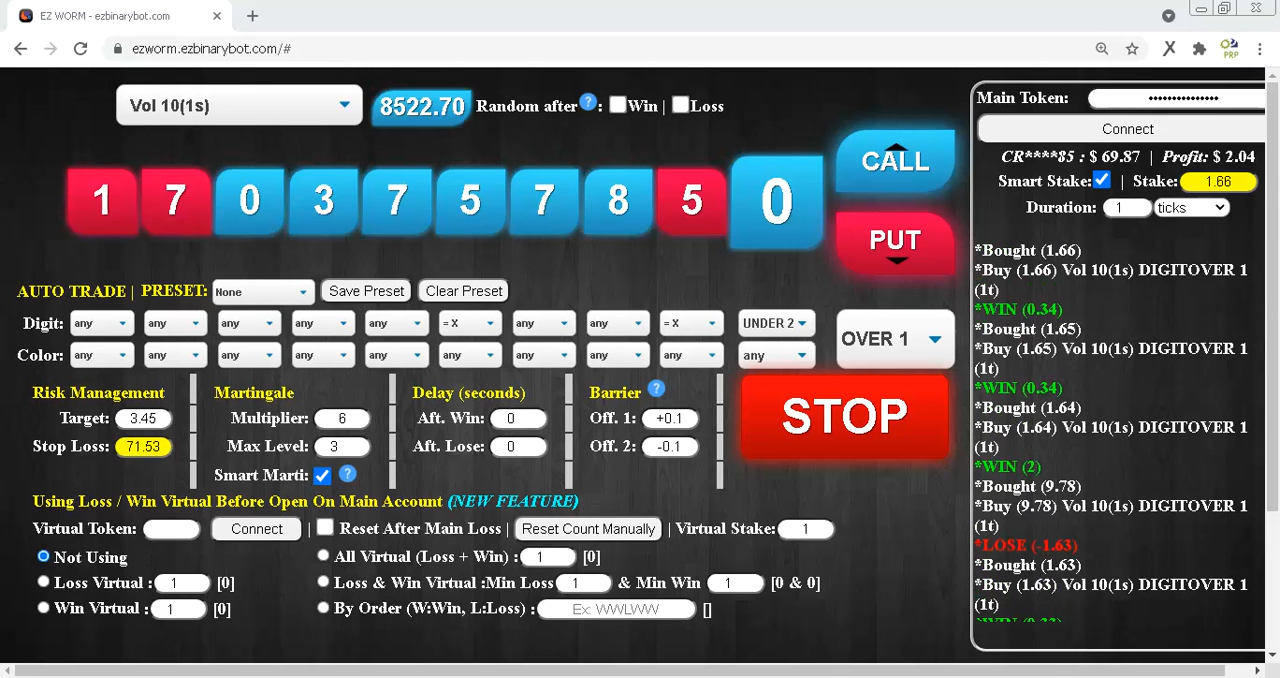 EZ WORM - ezbinarybot.com
ezworm.ezbinarybot.com/#
PRP
Vol 10(1s)
8522.70
Random after ? : Win | Loss
1 7 0 3 7 5 7 8 5 0
CALL
PUT
AUTO TRADE | PRESET: None Save Preset Clear Preset
Digit: any any any any any = X any any = X UNDER 2
Color: any any any any any any any any any any
OVER 1
Risk Management Martingale Delay (seconds) Barrier ?
Target: 3.45 Multiplier: 6 Aft. Win: 0 Off. 1: +0.1
Stop Loss: 71.53 Max Level: 3 Aft. Lose: 0 Off. 2: -0.1
Smart Marti: ?
STOP
Using Loss / Win Virtual Before Open On Main Account (NEW FEATURE)
Virtual Token: Connect | Reset After Main Loss | Reset Count Manually | Virtual Stake: 1
Not Using All Virtual (Loss + Win) : 1 [0]
Loss Virtual : 1 [0] Loss & Win Virtual :Min Loss 1 & Min Win 1 [0 & 0]
Win Virtual : 1 [0] By Order (W:Win, L:Loss) : Ex: WWLWW []
Main Token: ••••••••••••••
Connect
CR****85 : $ 69.87 | Profit: $ 2.04
Smart Stake: | Stake: 1.66
Duration: 1 ticks
*Bought (1.66)
*Buy (1.66) Vol 10(1s) DIGITOVER 1
(1t)
*WIN (0.34)
*Bought (1.65)
*Buy (1.65) Vol 10(1s) DIGITOVER 1
(1t)
*WIN (0.34)
*Bought (1.64)
*Buy (1.64) Vol 10(1s) DIGITOVER 1
(1t)
*WIN (2)
*Bought (9.78)
*Buy (9.78) Vol 10(1s) DIGITOVER 1
(1t)
*LOSE (-1.63)
*Bought (1.63)
*Buy (1.63) Vol 10(1s) DIGITOVER 1
(1t)
*WIN (0.33)